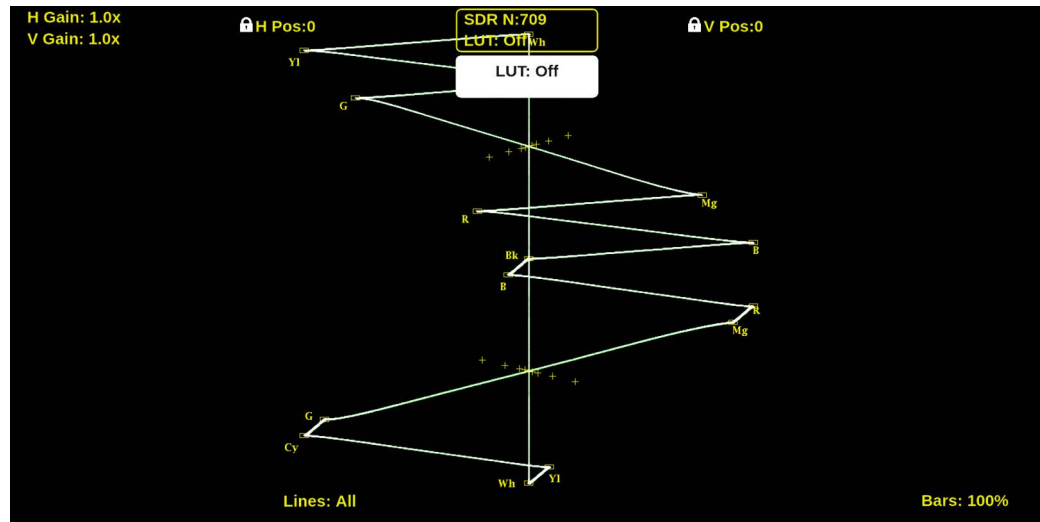 H Gain: 1.0x
V Gain: 1.0x
H Pos:0
SDR N:709
LUT: Off
V Pos:0
Wh
Yl
LUT: Off
G
Mg
R
B
Bk
B
R
Mg
G
Cy
Wh
Yl
Lines: All
Bars: 100%